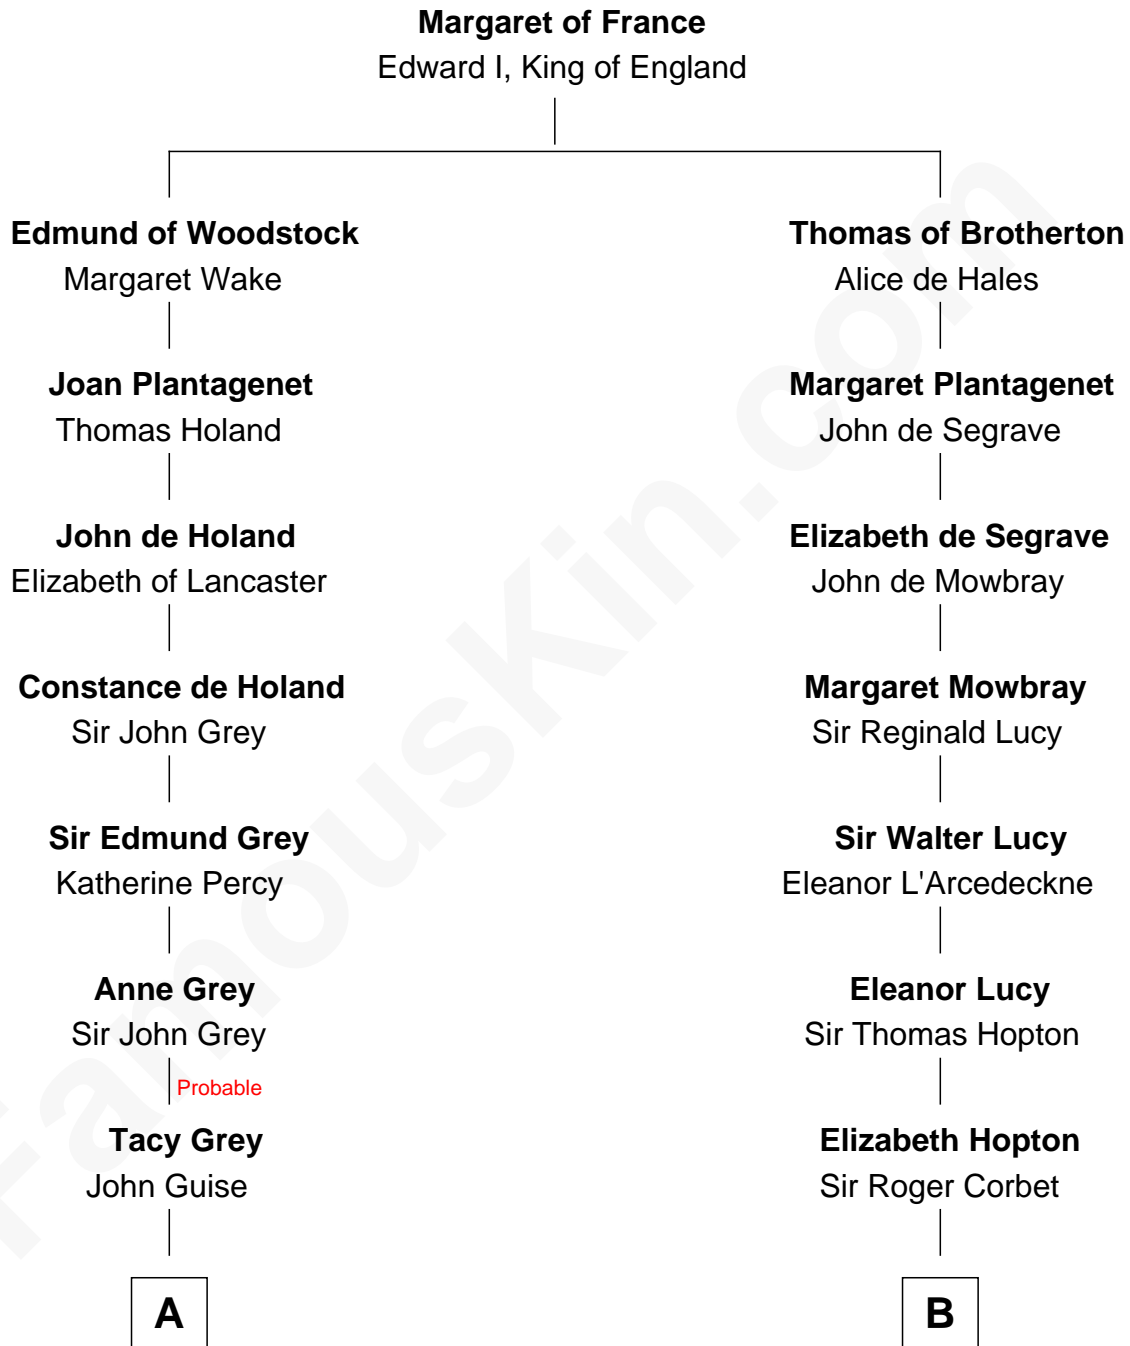 Margaret of France
Edward I, King of England
Edmund of Woodstock
Margaret Wake
Joan Plantagenet
Thomas Holand
John de Holand
Elizabeth of Lancaster
Constance de Holand
Sir John Grey
Sir Edmund Grey
Katherine Percy
Anne Grey
Sir John Grey
Probable
Tacy Grey
John Guise
A
Thomas of Brotherton
Alice de Hales
Margaret Plantagenet
John de Segrave
Elizabeth de Segrave
John de Mowbray
Margaret Mowbray
Sir Reginald Lucy
Sir Walter Lucy
Eleanor L'Arcedeckne
Eleanor Lucy
Sir Thomas Hopton
Elizabeth Hopton
Sir Roger Corbet
B
FamousKin.com